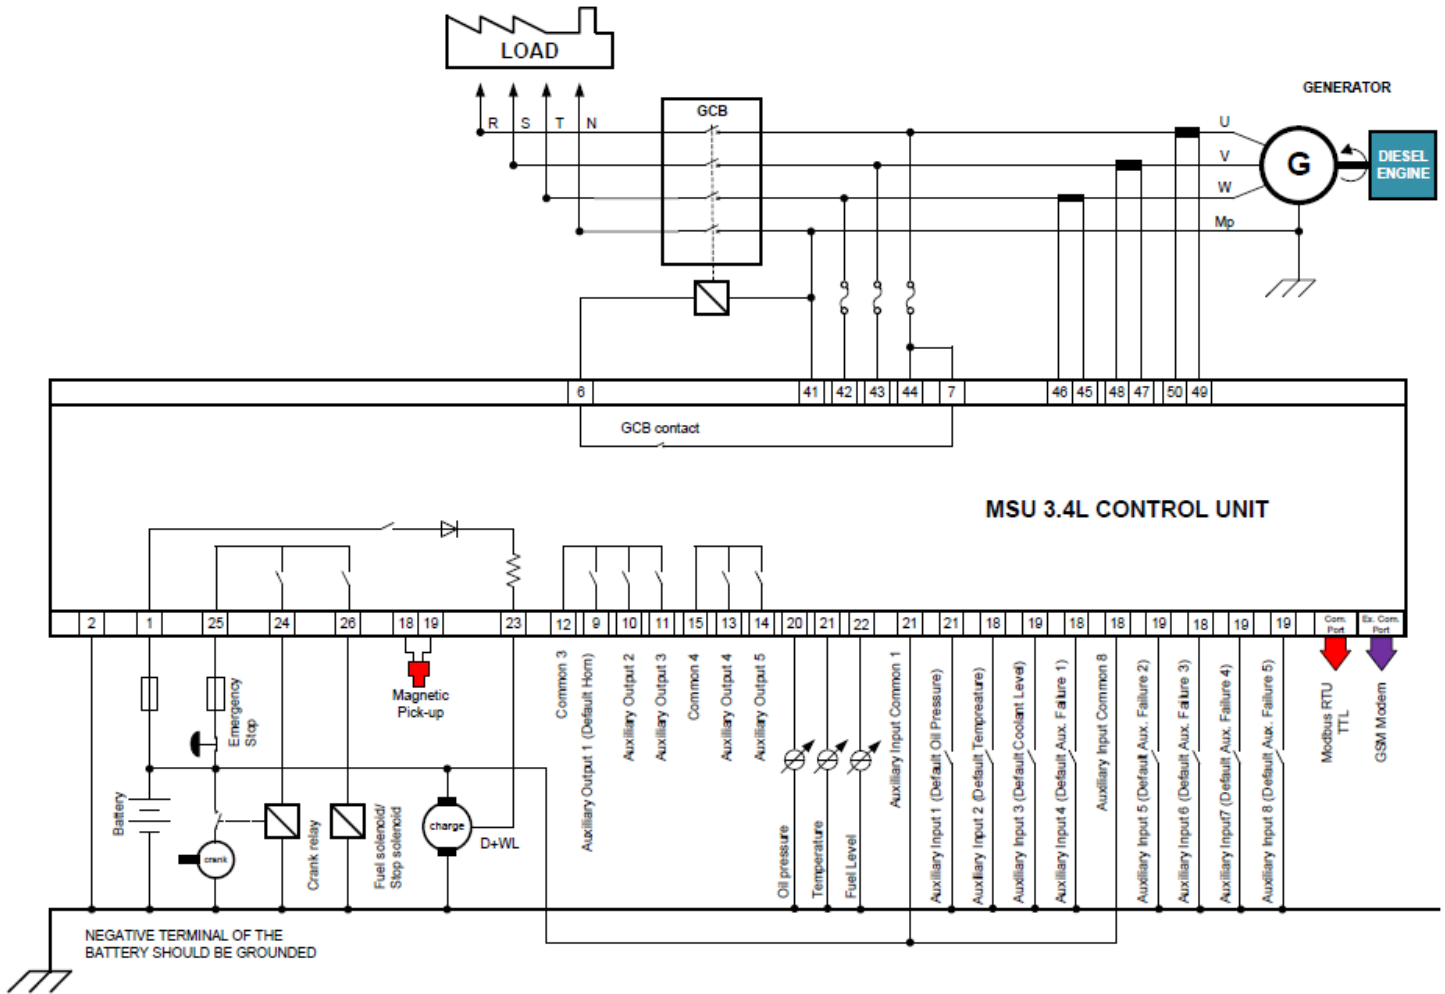 LOAD
GENERATOR
R S T N
GCB
U
V
W
Mp
G
DIESEL
ENGINE
6 41 42 43 44 7 46 45 48 47 50 49
GCB contact
MSU 3.4L CONTROL UNIT
2 1 25 24 26 18 19 23 12 9 10 11 15 13 14 20 21 22 21 21 18 19 18 18 19 18 19 19
Com.
Port
Ex. Com.
Port
Magnetic
Pick-up
Emergency
Stop
Battery
crank
Crank relay
Fuel solenoid/
Stop solenoid
charge
D+WL
Common 3
Auxiliary Output 1 (Default Horn)
Auxiliary Output 2
Auxiliary Output 3
Common 4
Auxiliary Output 4
Auxiliary Output 5
Oil pressure
Temperature
Fuel Level
Auxiliary Input Common 1
Auxiliary Input 1 (Default Oil Pressure)
Auxiliary Input 2 (Default Tempreature)
Auxiliary Input 3 (Default Coolant Level)
Auxiliary Input 4 (Default Aux. Failure 1)
Auxiliary Input Common 8
Auxiliary Input 5 (Default Aux. Failure 2)
Auxiliary Input 6 (Default Aux. Failure 3)
Auxiliary Input7 (Default Aux. Failure 4)
Auxiliary Input 8 (Default Aux. Failure 5)
Modbus RTU
TTL
GSM Modem
NEGATIVE TERMINAL OF THE
BATTERY SHOULD BE GROUNDED